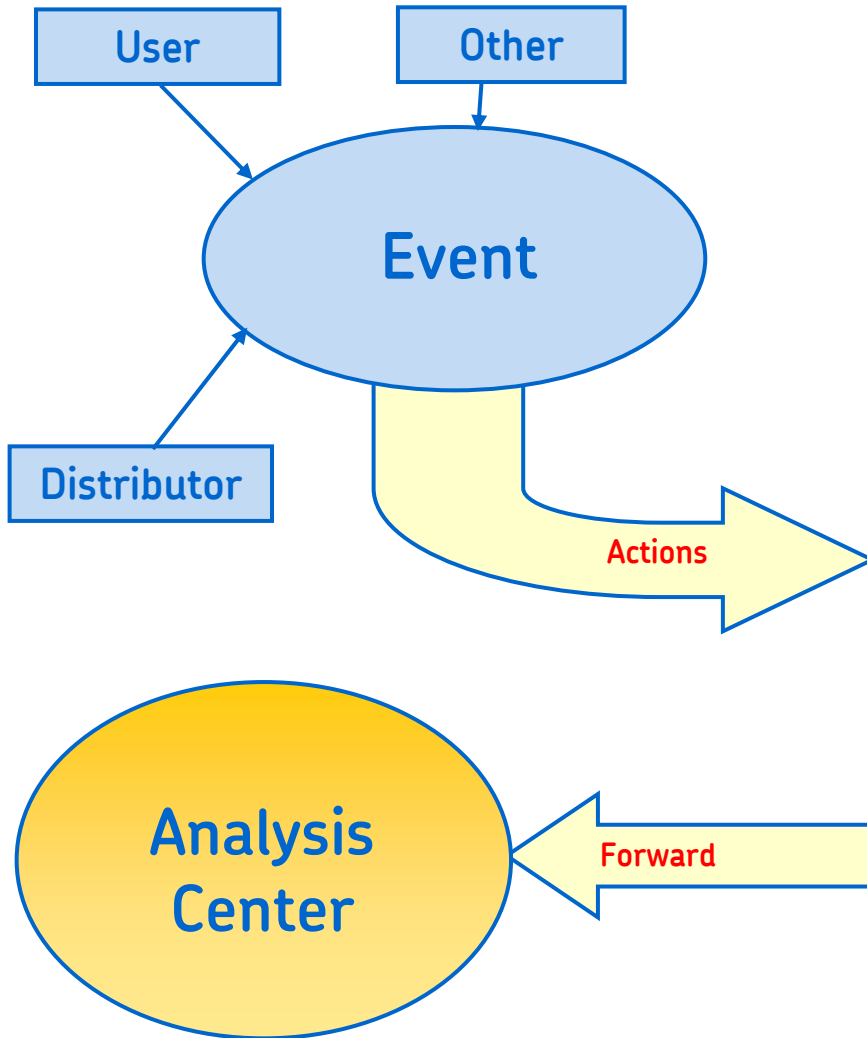 User
Other
Event
Distributor
Actions
Analysis
Center
Forward